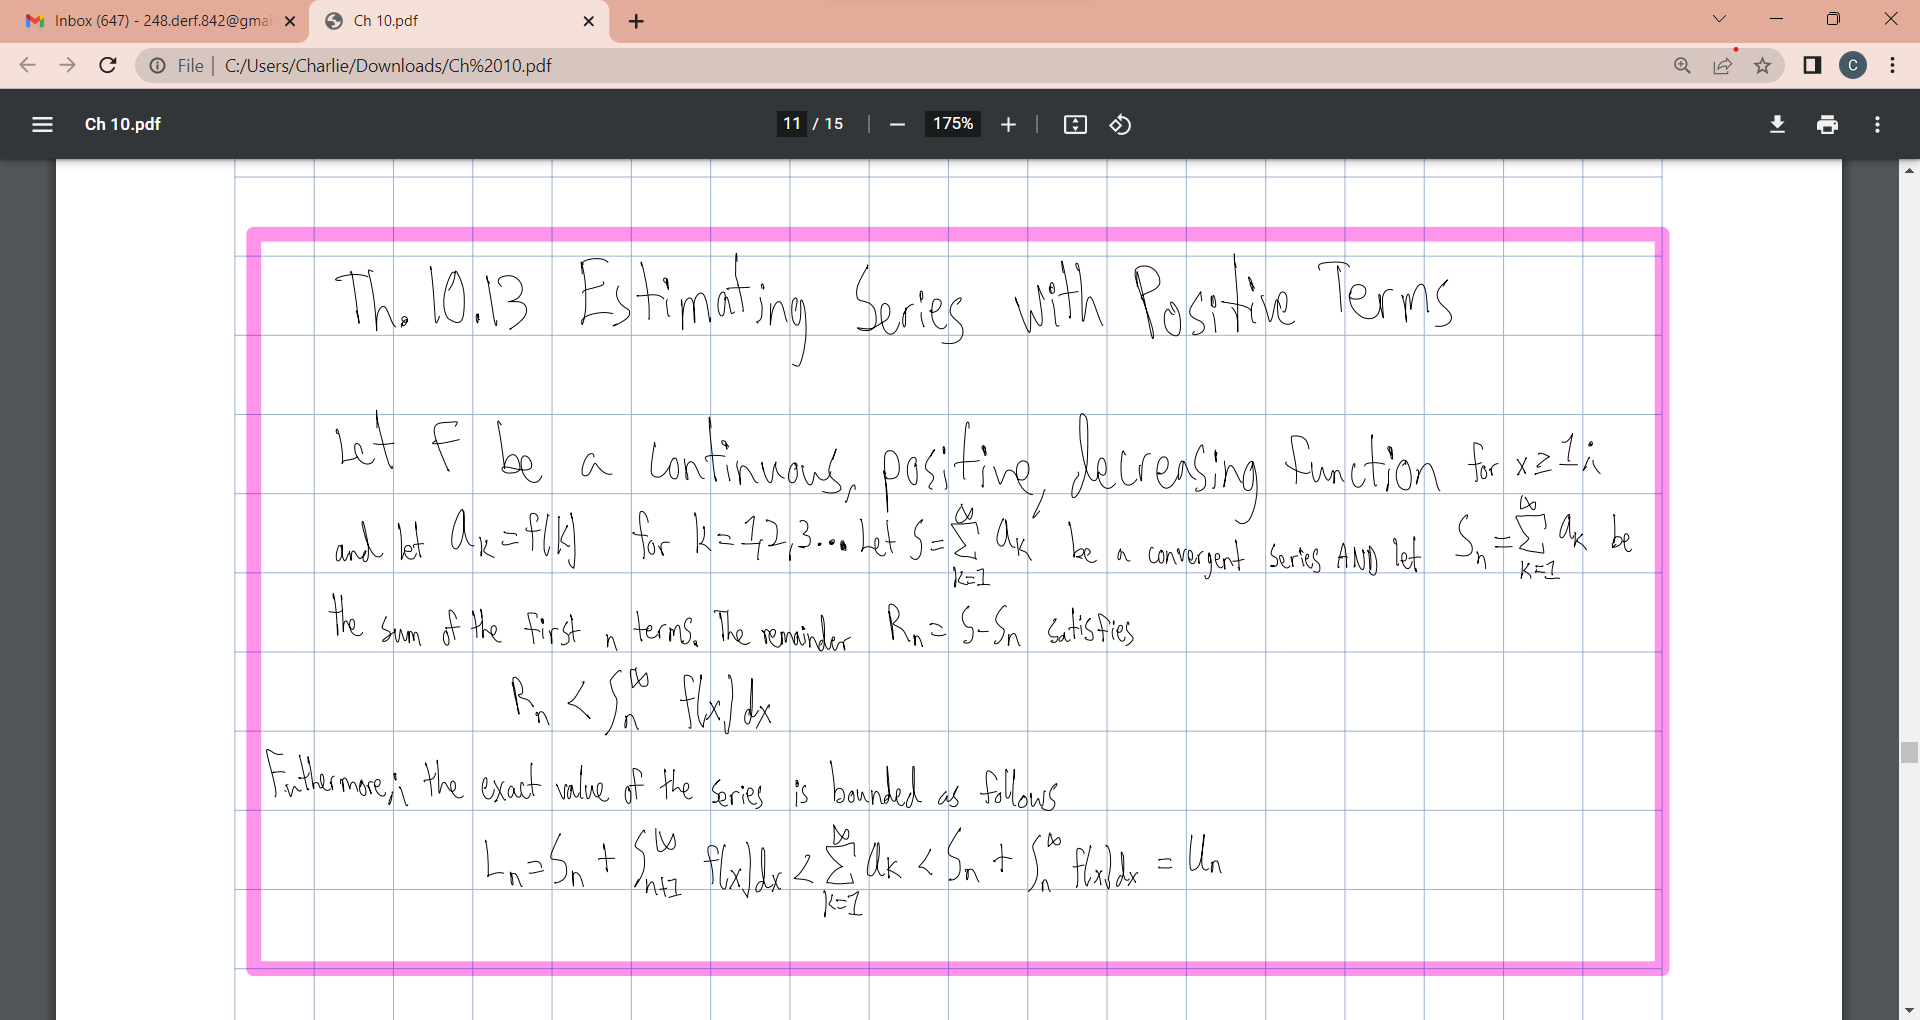 Inbox (647) - 248.derf.842@gmai
Ch 10.pdf
File | C:/Users/Charlie/Downloads/Ch%2010.pdf
C
Ch 10.pdf
11 / 15
175%
Th. 10.13 Estimating Series with Positive Terms
Let F be a continuous, positive, decreasing function for x ≥ 1;
and let a_k = f(k) for k = 1,2,3... Let S = ∑_{k=1}^{∞} a_k be a convergent series AND let S_n = ∑_{k=1}^{∞} a_k be
the sum of the first n terms. The remainder R_n = S - S_n satisfies
R_n < ∫_n^∞ f(x) dx
Futhermore, the exact value of the series is bounded as follows
L_n = S_n + ∫_{n+1}^∞ f(x) dx < ∑_{k=1}^{∞} a_k < S_n + ∫_n^∞ f(x) dx = U_n